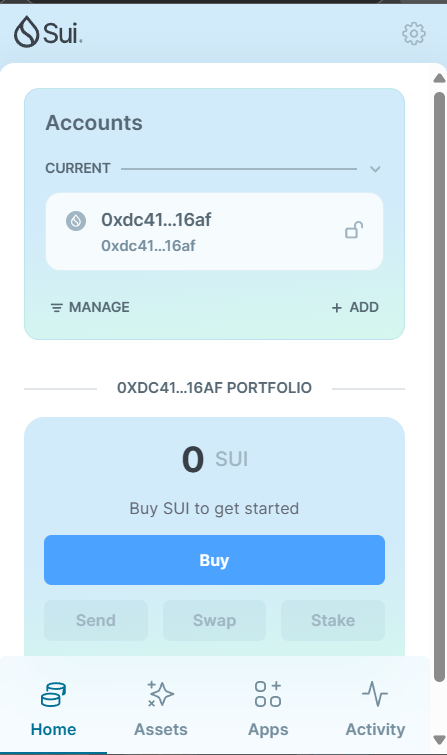 Sui.
Accounts
CURRENT
0xdc41...16af
0xdc41...16af
MANAGE
+ ADD
0XDC41...16AF PORTFOLIO
0 SUI
Buy SUI to get started
Buy
Send Swap Stake
Home Assets Apps Activity